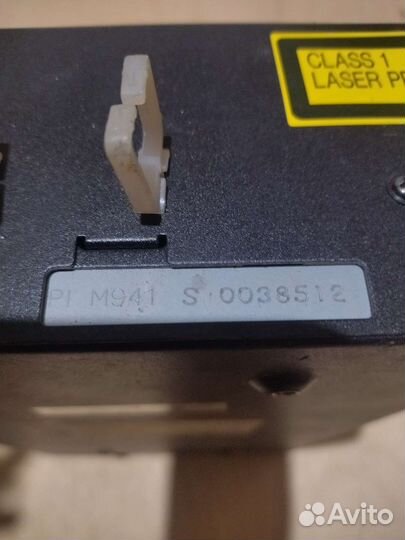 CLASS 1
LASER PR
PI M941 S 0038512
Avito